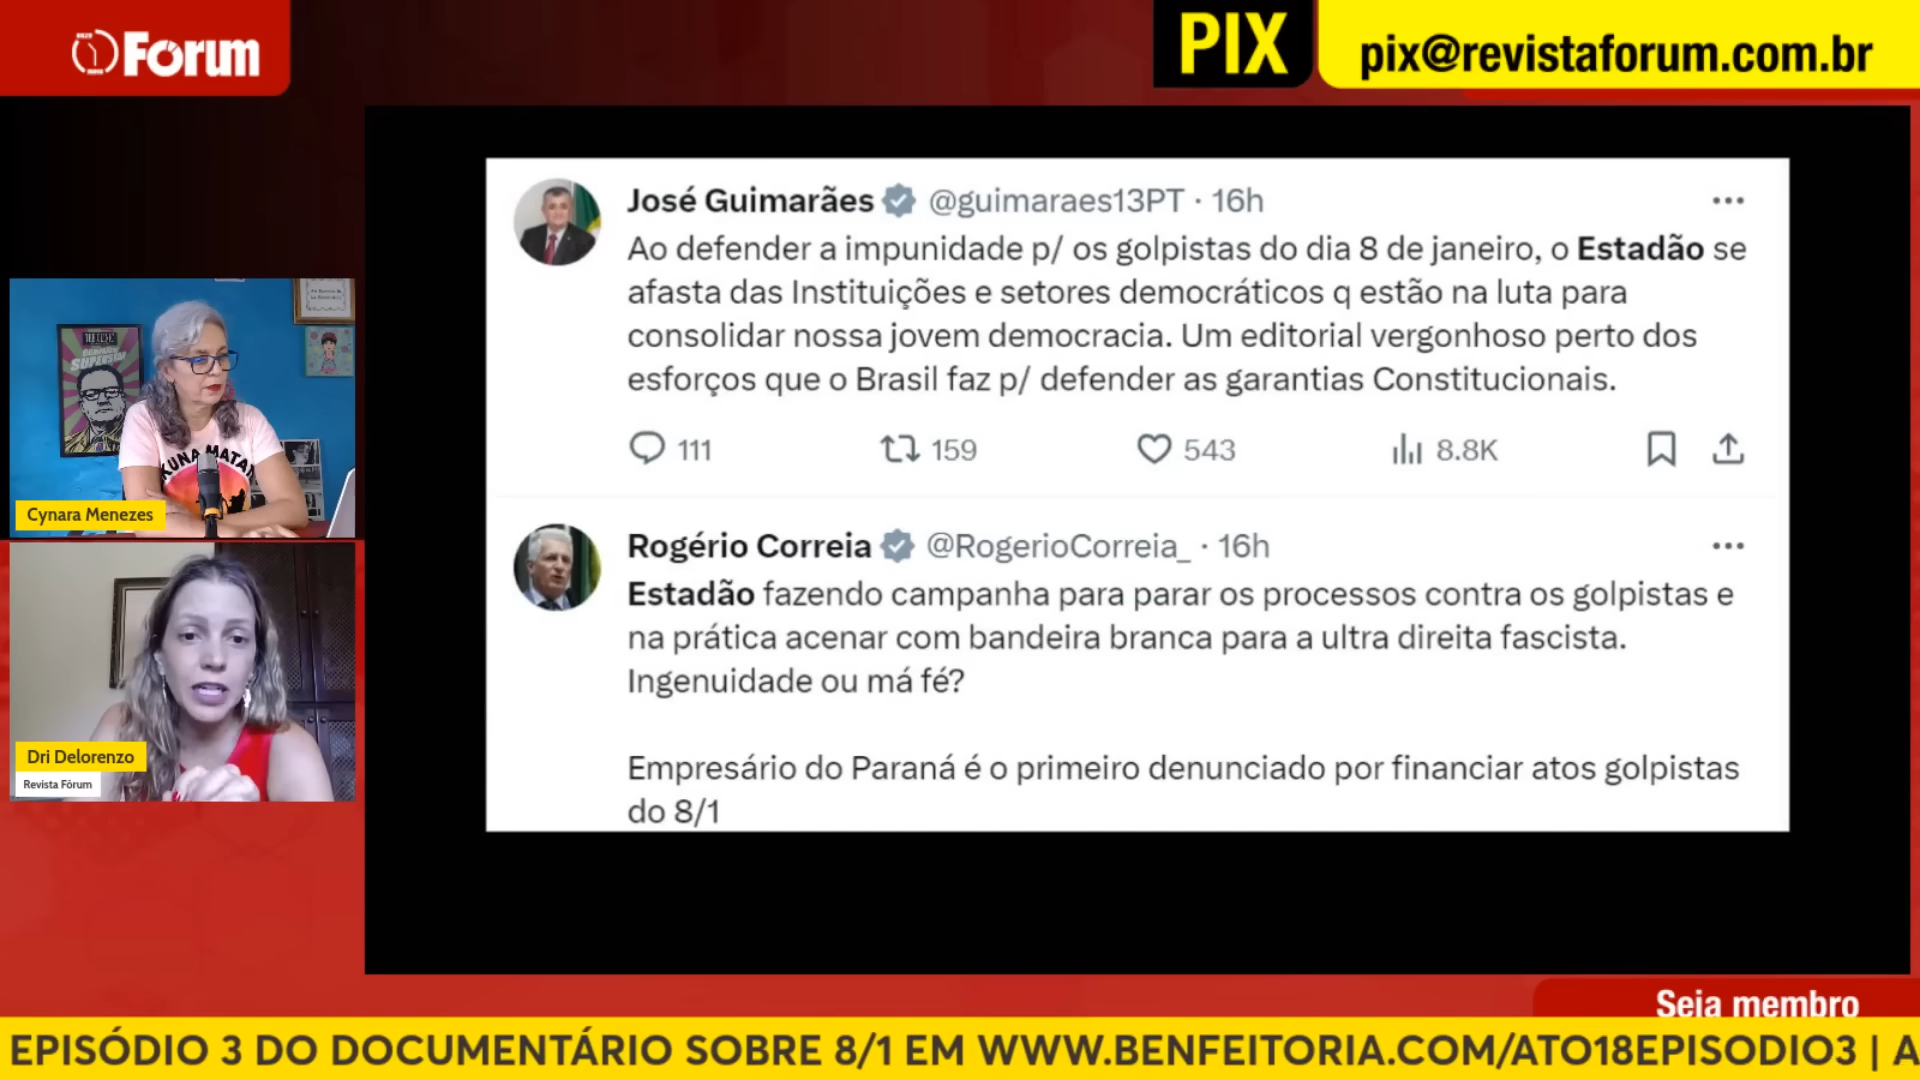 Forum
PIX
pix@revistaforum.com.br
José Guimarães @guimaraes13PT · 16h
Ao defender a impunidade p/ os golpistas do dia 8 de janeiro, o Estadão se
afasta das Instituições e setores democráticos q estão na luta para
consolidar nossa jovem democracia. Um editorial vergonhoso perto dos
esforços que o Brasil faz p/ defender as garantias Constitucionais.
111 159 543 8.8K
Rogério Correia @RogerioCorreia_ · 16h
Estadão fazendo campanha para parar os processos contra os golpistas e
na prática acenar com bandeira branca para a ultra direita fascista.
Ingenuidade ou má fé?
Empresário do Paraná é o primeiro denunciado por financiar atos golpistas
do 8/1
SUPERSTAR
KUNA MATA
Cynara Menezes
Dri Delorenzo
Revista Fórum
Seja membro
EPISÓDIO 3 DO DOCUMENTÁRIO SOBRE 8/1 EM WWW.BENFEITORIA.COM/ATO18EPISODIO3 | A